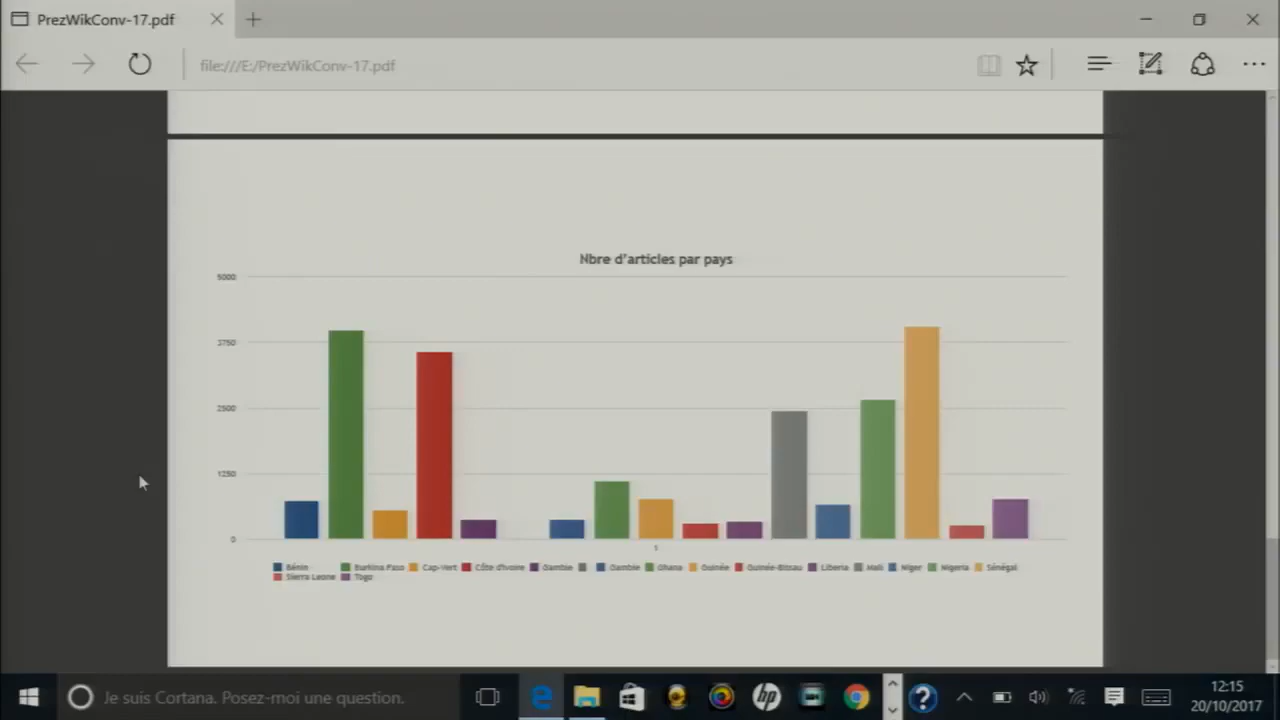 PrezWikConv-17.pdf
file:///E:/PrezWikConv-17.pdf
Nbre d'articles par pays
5000
3750
2500
1250
0
1
Bénin Burkina Faso Cap-Vert Côte d'Ivoire Gambie Gambie Ghana Guinée Guinée-Bissau Liberia Mali Niger Nigeria Sénégal
Sierra Leone Togo
Je suis Cortana. Posez-moi une question.
hp
12:15
20/10/2017